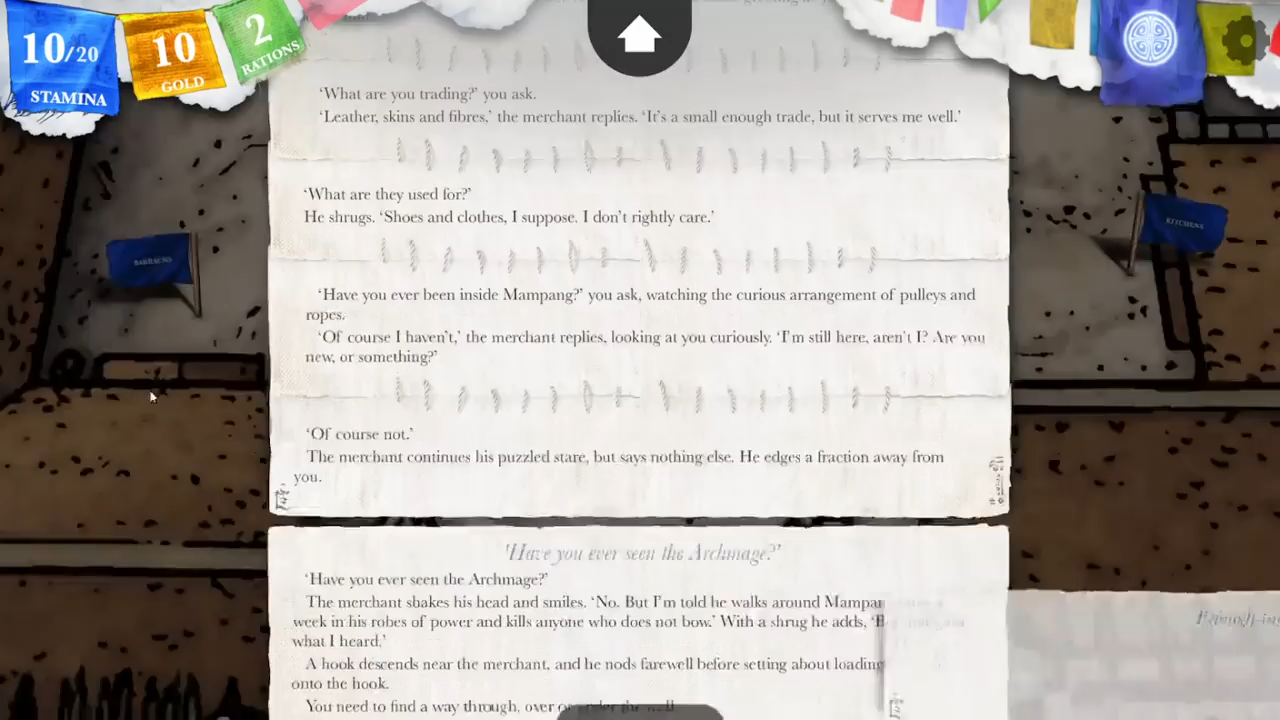 10/20
STAMINA
10
GOLD
2
RATIONS
‘What are you trading?’ you ask.
‘Leather, skins and fibres,’ the merchant replies. ‘It’s a small enough trade, but it serves me well.’
‘What are they used for?’
He shrugs. ‘Shoes and clothes, I suppose. I don’t rightly care.’
‘Have you ever been inside Mampang?’ you ask, watching the curious arrangement of pulleys and
ropes.
‘Of course I haven’t,’ the merchant replies, looking at you curiously. ‘I’m still here, aren’t I? Are you
new, or something?’
‘Of course not.’
The merchant continues his puzzled stare, but says nothing else. He edges a fraction away from
you.
BARRACKS
KITCHENS
‘Have you ever seen the Archmage?’
‘Have you ever seen the Archmage?’
The merchant shakes his head and smiles. ‘No. But I’m told he walks around
week in his robes of power and kills anyone who does not bow.’ With a shrug he adds,
what I heard.’
A hook descends near the merchant, and he nods farewell before setting about loading
onto the hook.
You need to find a way through, over or under the wall